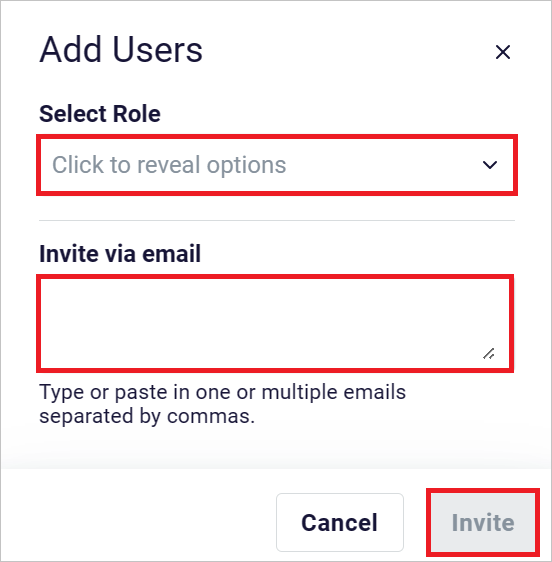 Add Users
Select Role
Click to reveal options
Invite via email
Type or paste in one or multiple emails
separated by commas.
Cancel
Invite